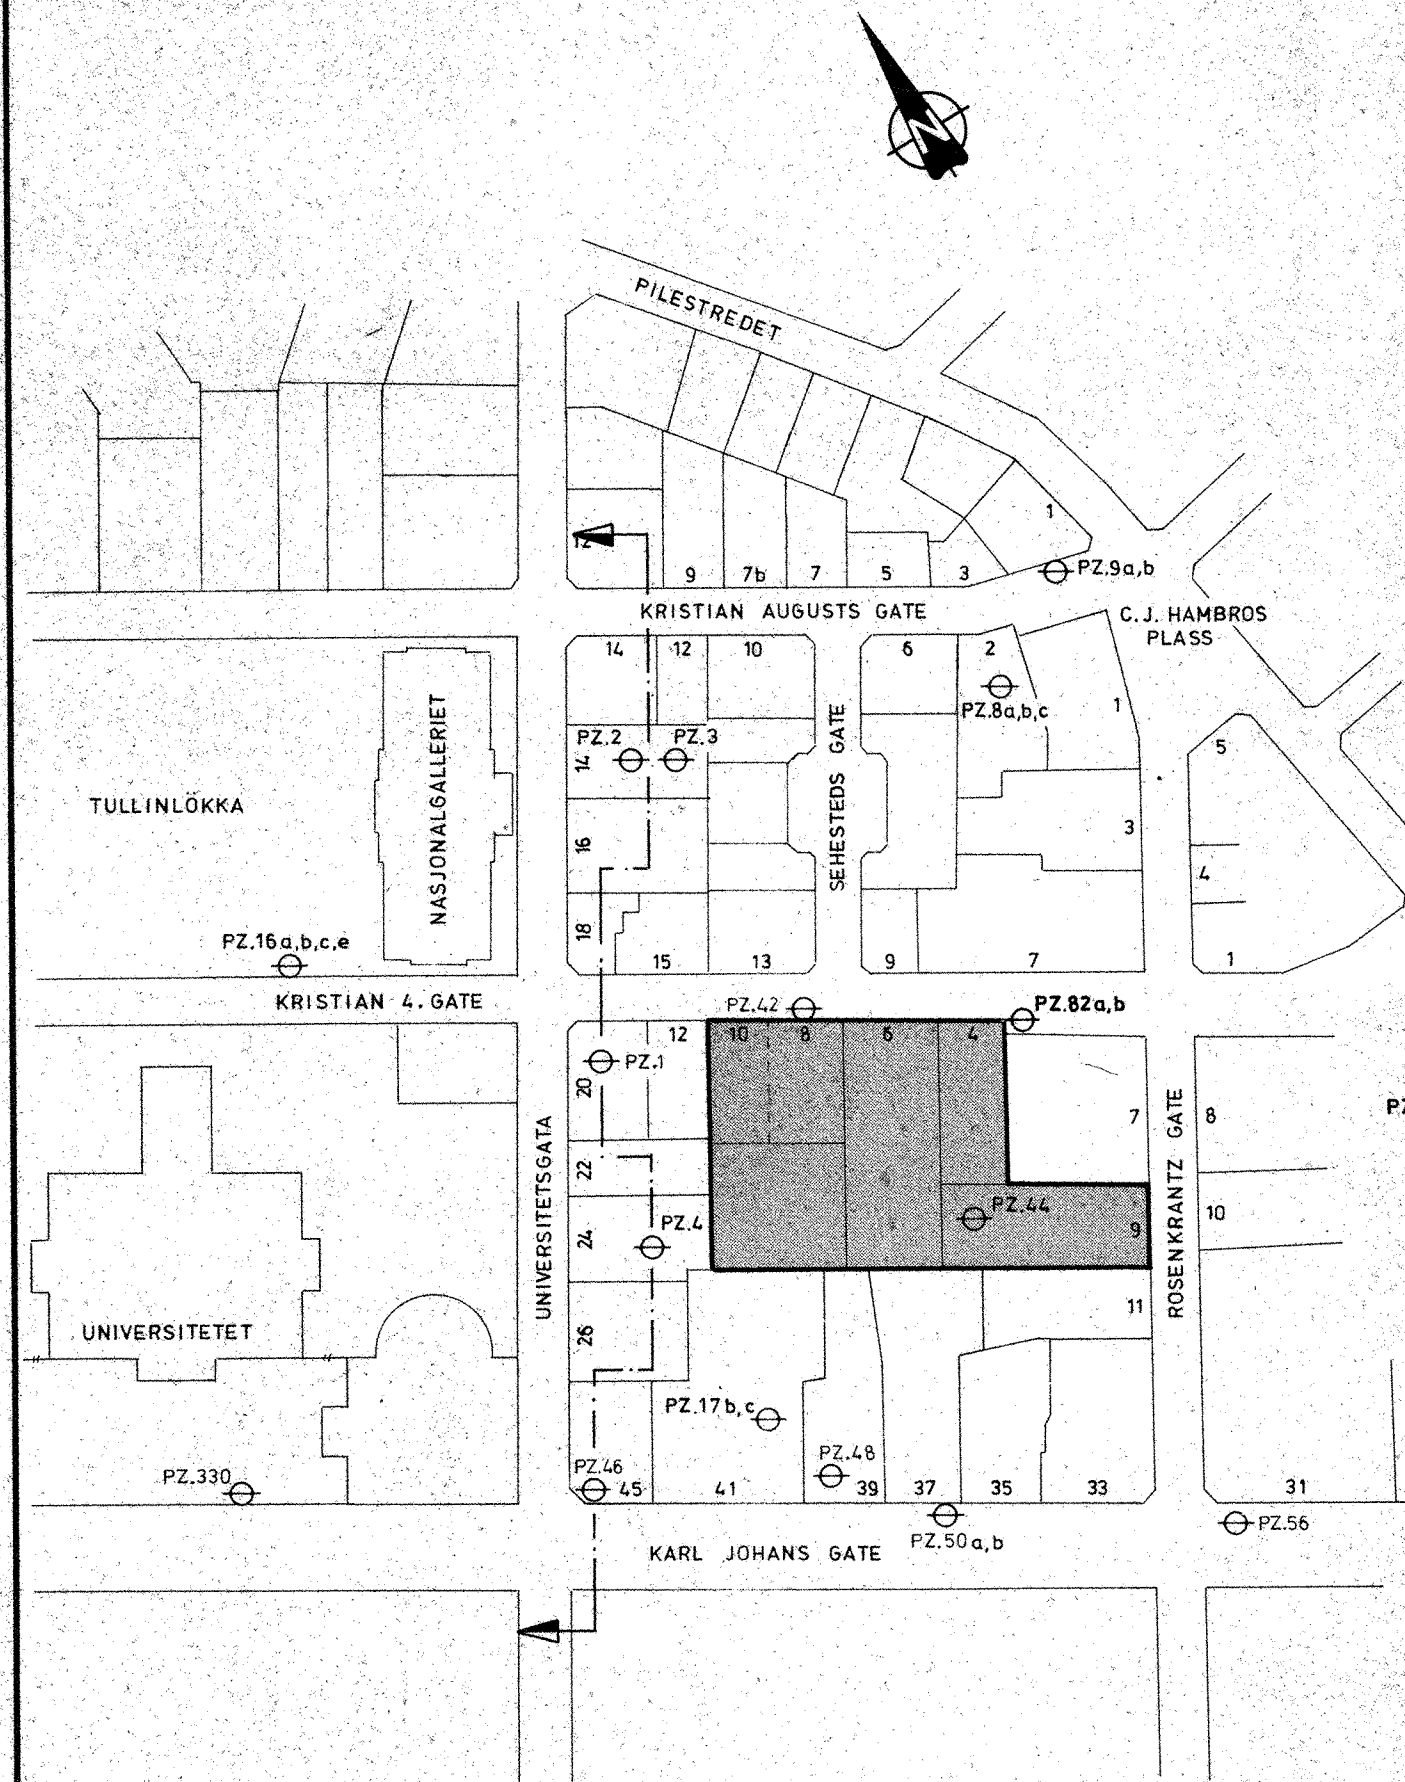 N
PILESTREDET
1
12
9
7b
7
5
3
PZ.9a,b
KRISTIAN AUGUSTS GATE
C.J. HAMBROS
PLASS
14
12
10
6
2
PZ.8a,b,c
1
NASJONALGALLERIET
PZ.2
PZ.3
14
SEHESTEDS GATE
5
TULLINLÖKKA
16
3
4
18
PZ.16a,b,c,e
15
13
9
7
1
KRISTIAN 4. GATE
PZ.42
PZ.82a,b
12
10
8
6
4
PZ.1
20
7
ROSENKRANTZ GATE
8
PZ
UNIVERSITETSGATA
22
PZ.4
24
PZ.44
9
10
UNIVERSITETET
26
11
PZ.17b,c
PZ.330
PZ.46
45
41
PZ.48
39
37
35
33
31
KARL JOHANS GATE
PZ.50a,b
PZ.56